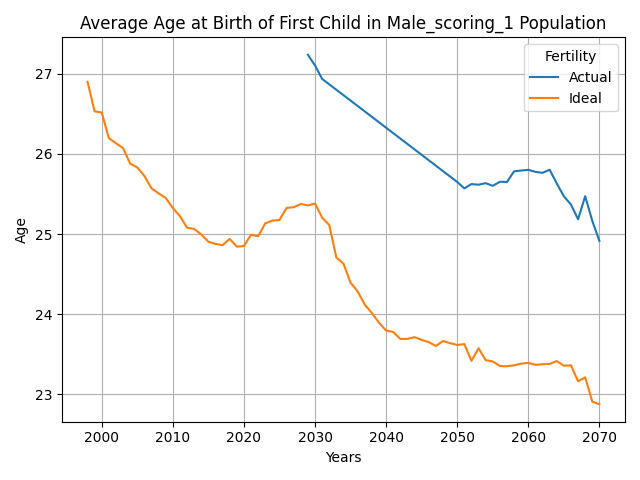 Average Age at Birth of First Child in Male_scoring_1 Population
Fertility
Actual
Ideal
27
26
25
24
23
Age
2000 2010 2020 2030 2040 2050 2060 2070
Years